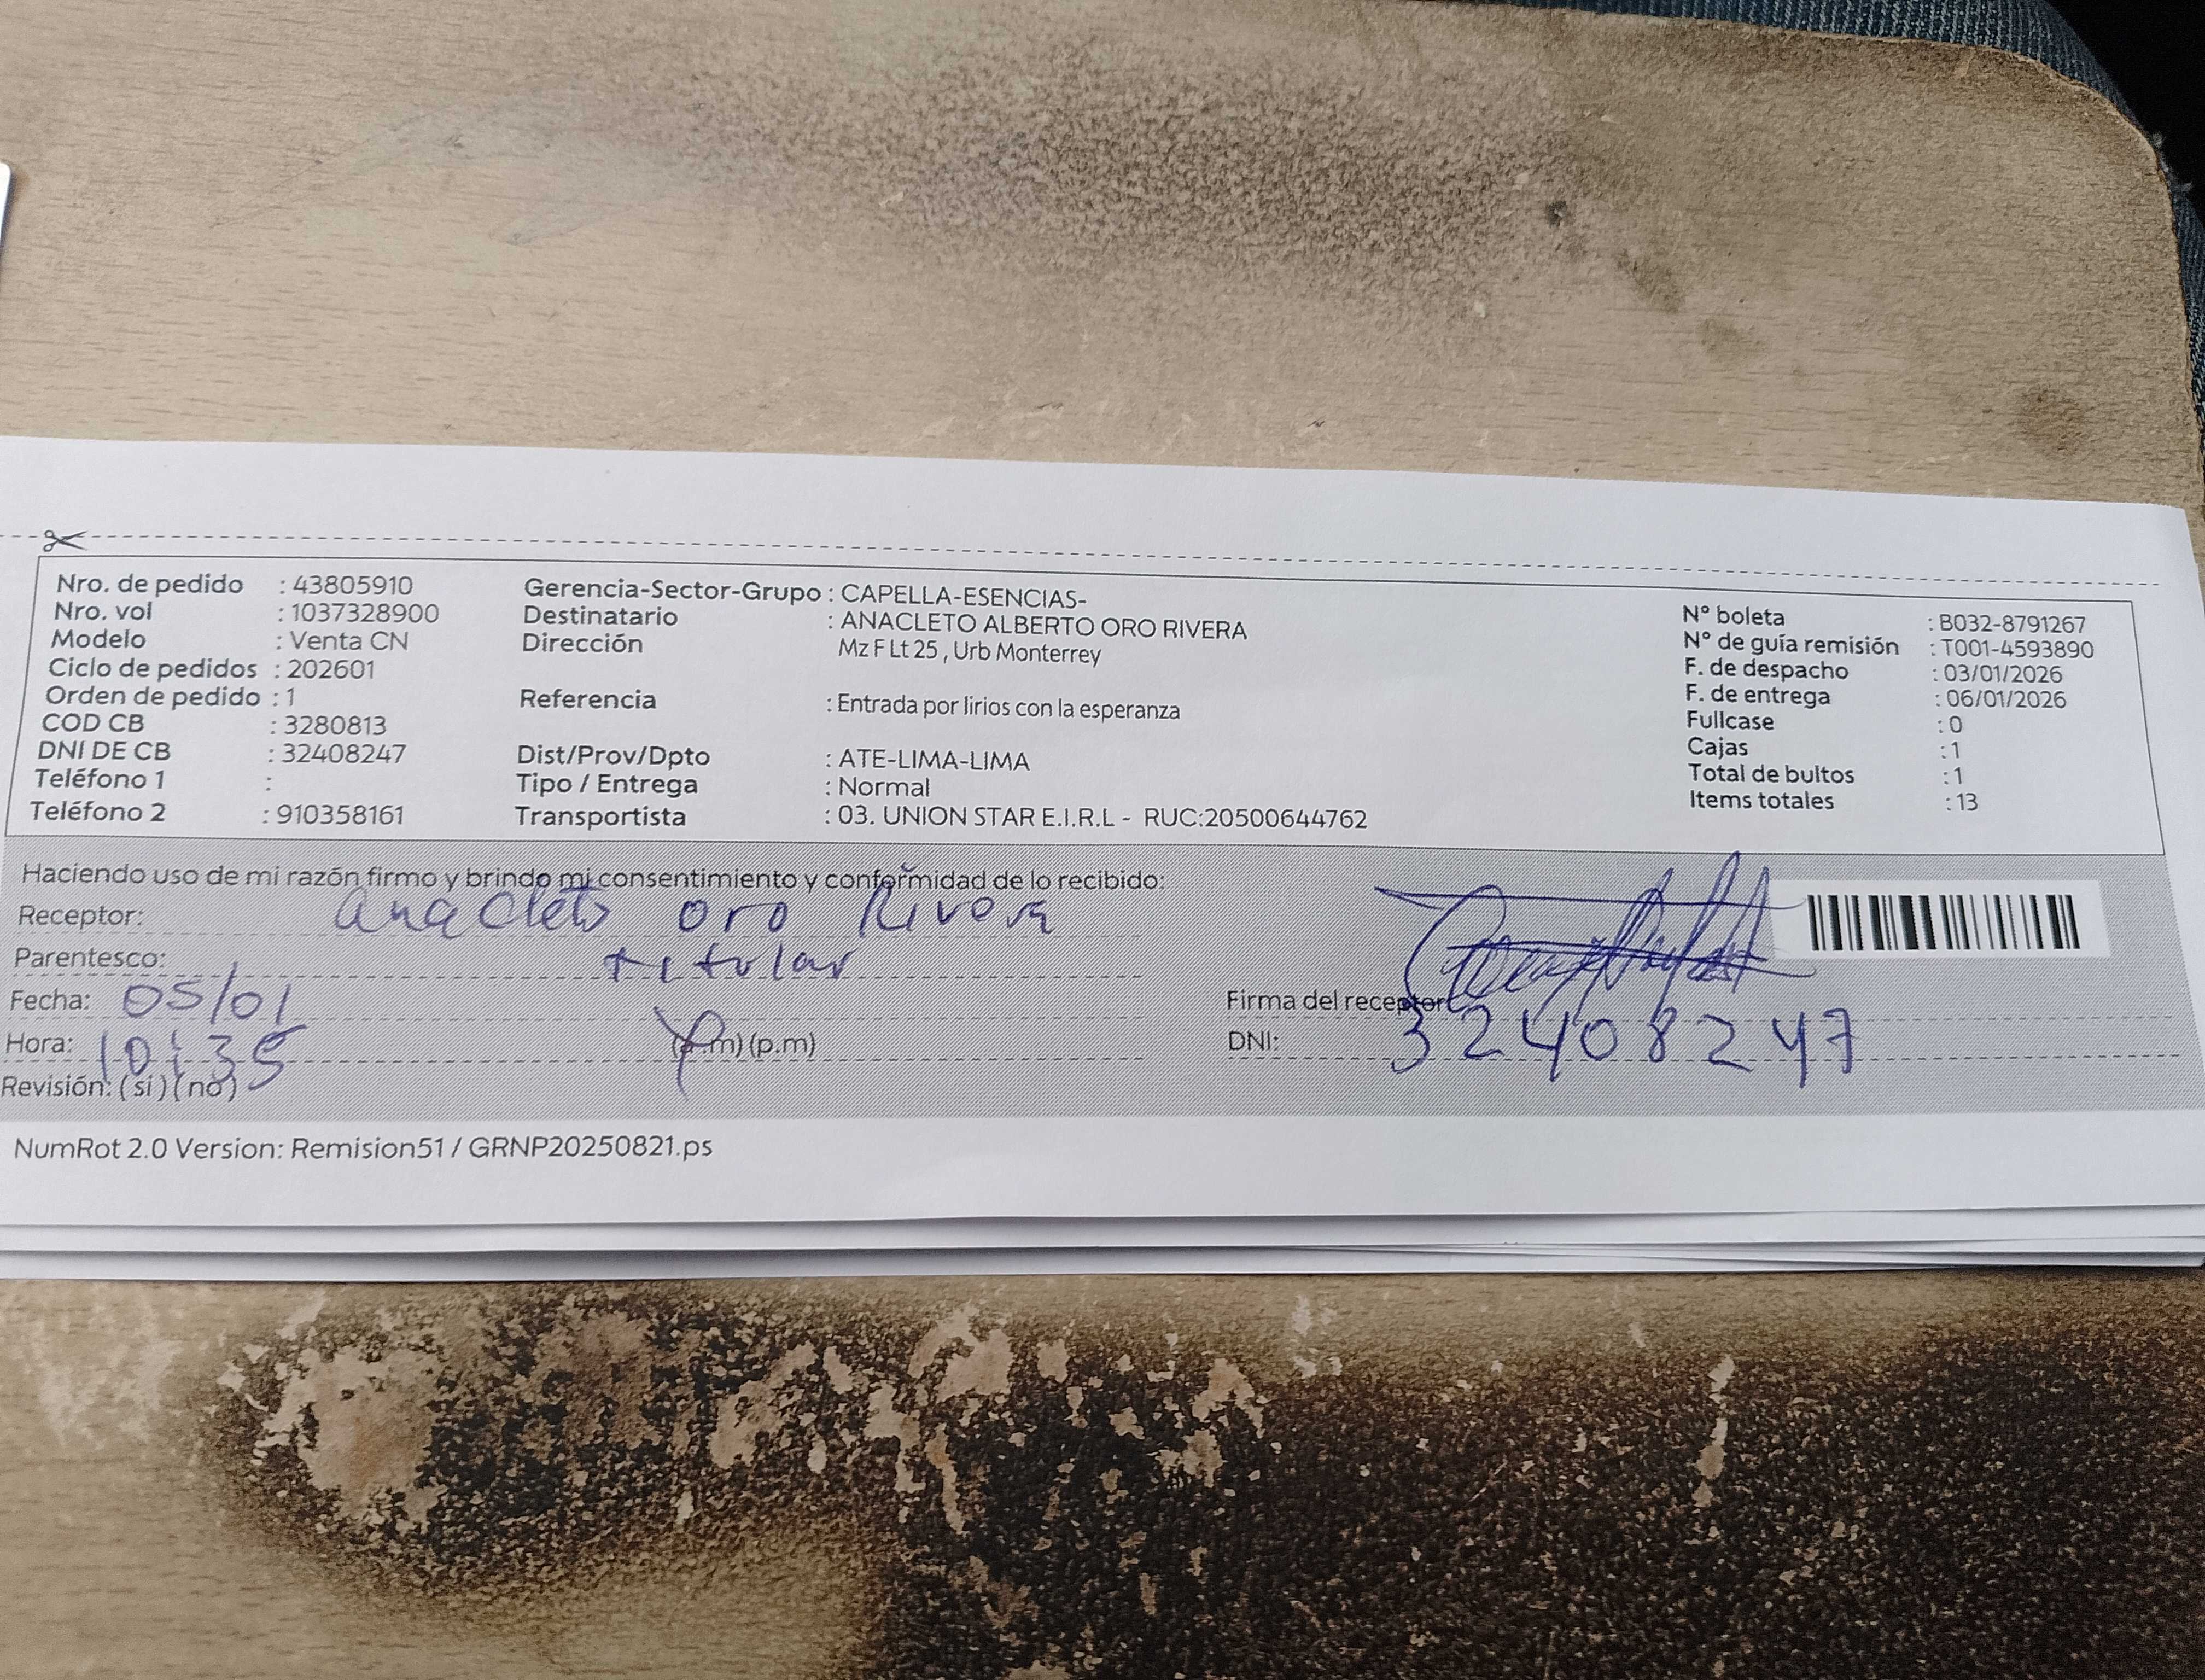 Nro. de pedido : 43805910
Nro. vol : 1037328900
Modelo : Venta CN
Ciclo de pedidos : 202601
Orden de pedido : 1
COD CB : 3280813
DNI DE CB : 32408247
Teléfono 1 :
Teléfono 2 : 910358161
Gerencia-Sector-Grupo : CAPELLA-ESENCIAS-
Destinatario : ANACLETO ALBERTO ORO RIVERA
Dirección Mz F Lt 25 , Urb Monterrey
Referencia : Entrada por lirios con la esperanza
Dist/Prov/Dpto : ATE-LIMA-LIMA
Tipo / Entrega : Normal
Transportista : 03. UNION STAR E.I.R.L - RUC:20500644762
N° boleta : B032-8791267
N° de guía remisión : T001-4593890
F. de despacho : 03/01/2026
F. de entrega : 06/01/2026
Fullcase : 0
Cajas : 1
Total de bultos : 1
Items totales : 13
Haciendo uso de mi razón firmo y brindo mi consentimiento y conformidad de lo recibido:
Receptor: Anacleto oro Rivera
Parentesco: titular
Fecha: 05/01
Hora: 10:35 (a.m) (p.m)
Revisión: (si) (no)
Firma del receptor
DNI: 32408247
NumRot 2.0 Version: Remision51 / GRNP20250821.ps